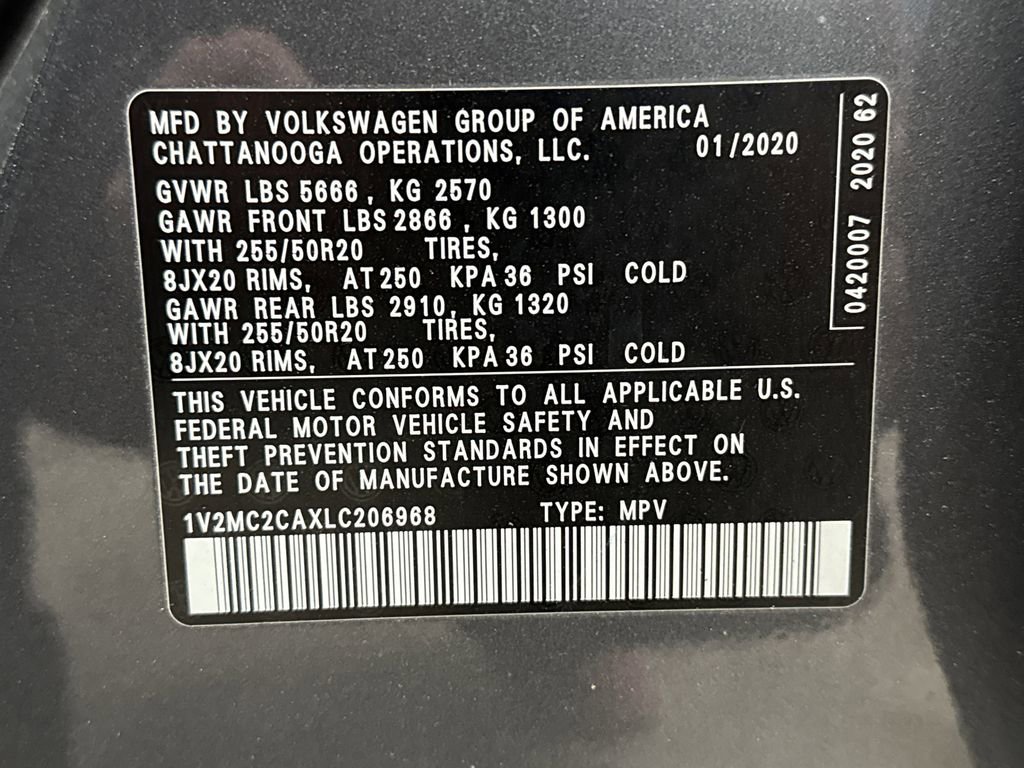 MFD BY VOLKSWAGEN GROUP OF AMERICA
CHATTANOOGA OPERATIONS, LLC. 01/2020
GVWR LBS 5666, KG 2570
GAWR FRONT LBS 2866, KG 1300
WITH 255/50R20 TIRES,
8JX20 RIMS, AT 250 KPA 36 PSI COLD
GAWR REAR LBS 2910, KG 1320
WITH 255/50R20 TIRES,
8JX20 RIMS, AT 250 KPA 36 PSI COLD
THIS VEHICLE CONFORMS TO ALL APPLICABLE U.S.
FEDERAL MOTOR VEHICLE SAFETY AND
THEFT PREVENTION STANDARDS IN EFFECT ON
THE DATE OF MANUFACTURE SHOWN ABOVE.
1V2MC2CAXLC206968 TYPE: MPV
0420007 2020 62